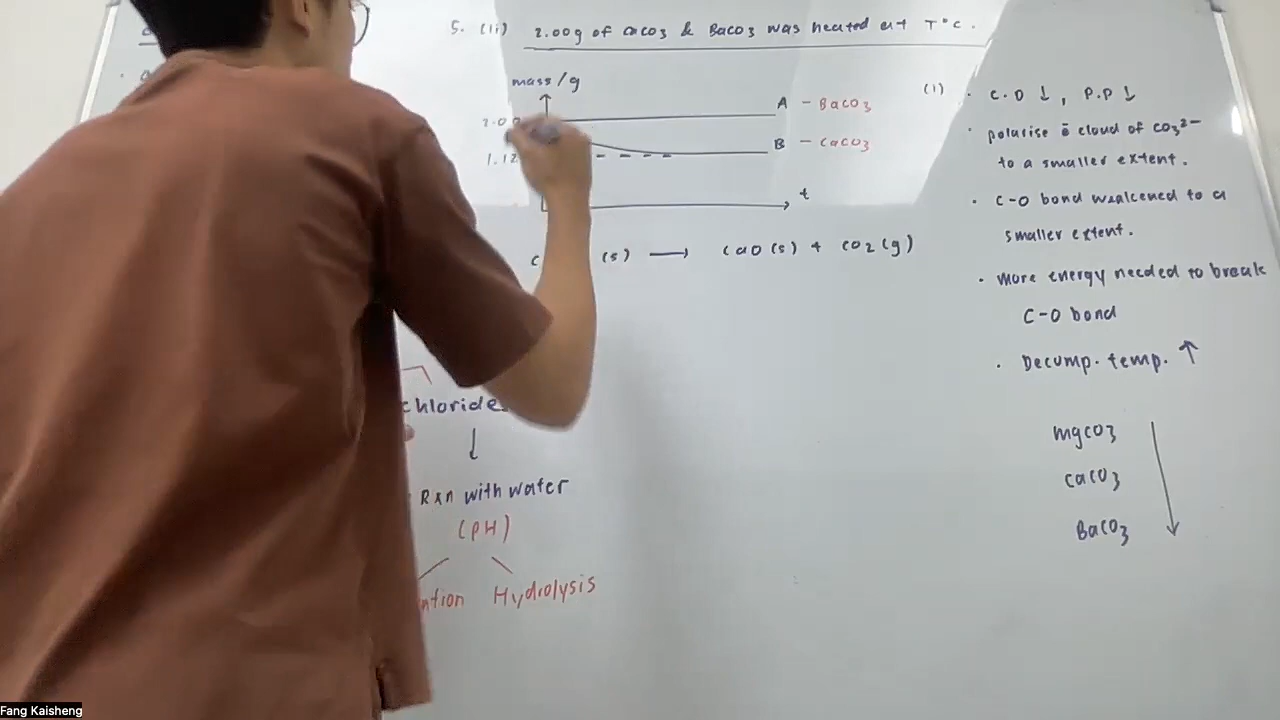 5. (ii) 2.00g of CaCO3 & BaCO3 was heated at T°C.
mass/g
2.00
A - BaCO3
1.12
B - CaCO3
t
(s) → CaO(s) + CO2(g)
chloride
↓
Rxn with water
(PH)
Hydrolysis
(i) · C.D ↓, P.P ↓
· polarise ē cloud of CO3²⁻
to a smaller extent.
· C-O bond weakened to a
smaller extent.
· More energy needed to break
C-O bond
· Decomp. temp. ↑
MgCO3
CaCO3
BaCO3
Fang Kaisheng